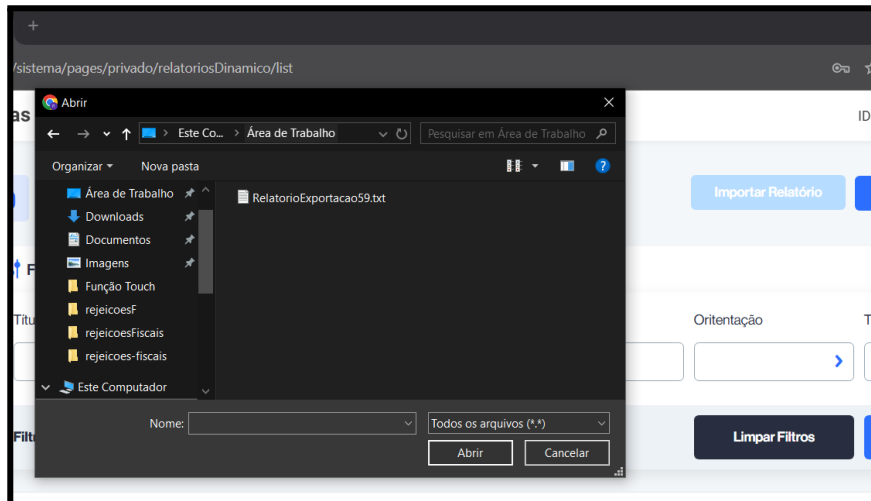 +
/sistema/pages/privado/relatoriosDinamico/list
as
ID
Abrir
Este Co... > Área de Trabalho
Pesquisar em Área de Trabalho
Organizar
Nova pasta
?
Importar Relatório
Área de Trabalho
Downloads
Documentos
Imagens
Função Touch
rejeicoesF
rejeicoesFiscais
rejeicoes-fiscais
Este Computador
RelatorioExportacao59.txt
F
Títu
Oritentação
T
Nome:
Todos os arquivos (*.*)
Abrir
Cancelar
Filtr
Limpar Filtros